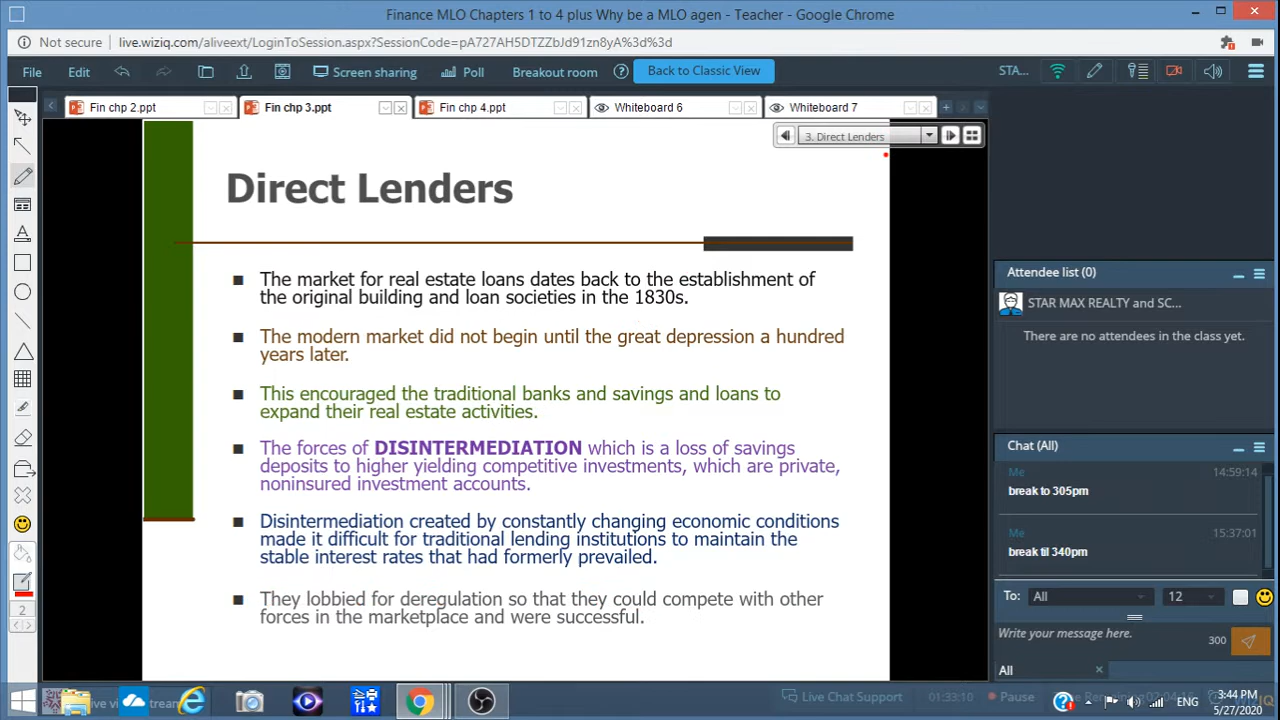 Finance MLO Chapters 1 to 4 plus Why be a MLO agen - Teacher - Google Chrome
Not secure live.wiziq.com/aliveext/LoginToSession.aspx?SessionCode=pA727AH5DTZZbJd91zn8yA%3d%3d
File Edit Screen sharing Poll Breakout room Back to Classic View STA...
Fin chp 2.ppt Fin chp 3.ppt Fin chp 4.ppt Whiteboard 6 Whiteboard 7
3. Direct Lenders
Direct Lenders
The market for real estate loans dates back to the establishment of
the original building and loan societies in the 1830s.
The modern market did not begin until the great depression a hundred
years later.
This encouraged the traditional banks and savings and loans to
expand their real estate activities.
The forces of DISINTERMEDIATION which is a loss of savings
deposits to higher yielding competitive investments, which are private,
noninsured investment accounts.
Disintermediation created by constantly changing economic conditions
made it difficult for traditional lending institutions to maintain the
stable interest rates that had formerly prevailed.
They lobbied for deregulation so that they could compete with other
forces in the marketplace and were successful.
2
Attendee list (0)
STAR MAX REALTY and SC...
There are no attendees in the class yet.
Chat (All)
Me 14:59:14
break to 305pm
Me 15:37:01
break til 340pm
To: All 12
Write your message here. 300
All
Live Chat Support 01:33:10 Pause
ENG
3:44 PM
5/27/2020